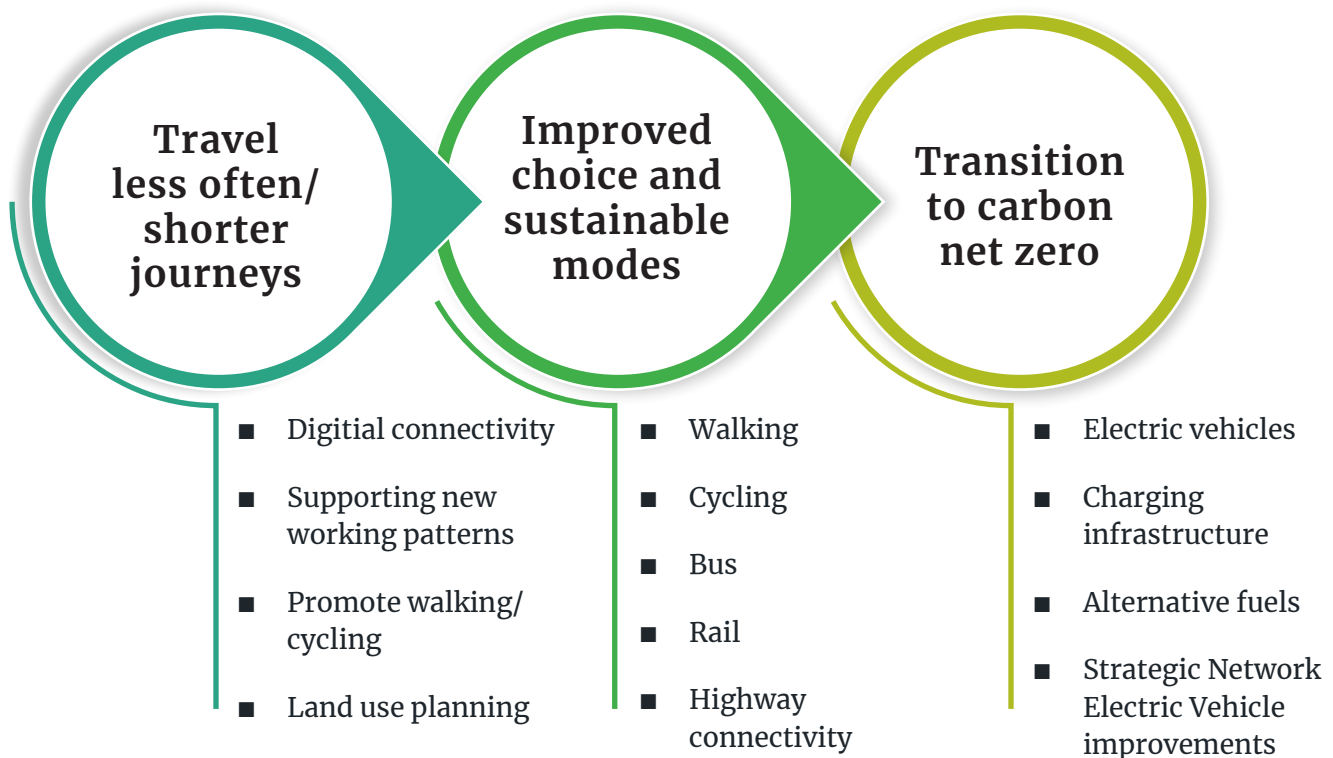 Travel
less often/
shorter
journeys
Improved
choice and
sustainable
modes
Transition
to carbon
net zero
■ Digitial connectivity
■ Supporting new
working patterns
■ Promote walking/
cycling
■ Land use planning
■ Walking
■ Cycling
■ Bus
■ Rail
■ Highway
connectivity
■ Electric vehicles
■ Charging
infrastructure
■ Alternative fuels
■ Strategic Network
Electric Vehicle
improvements